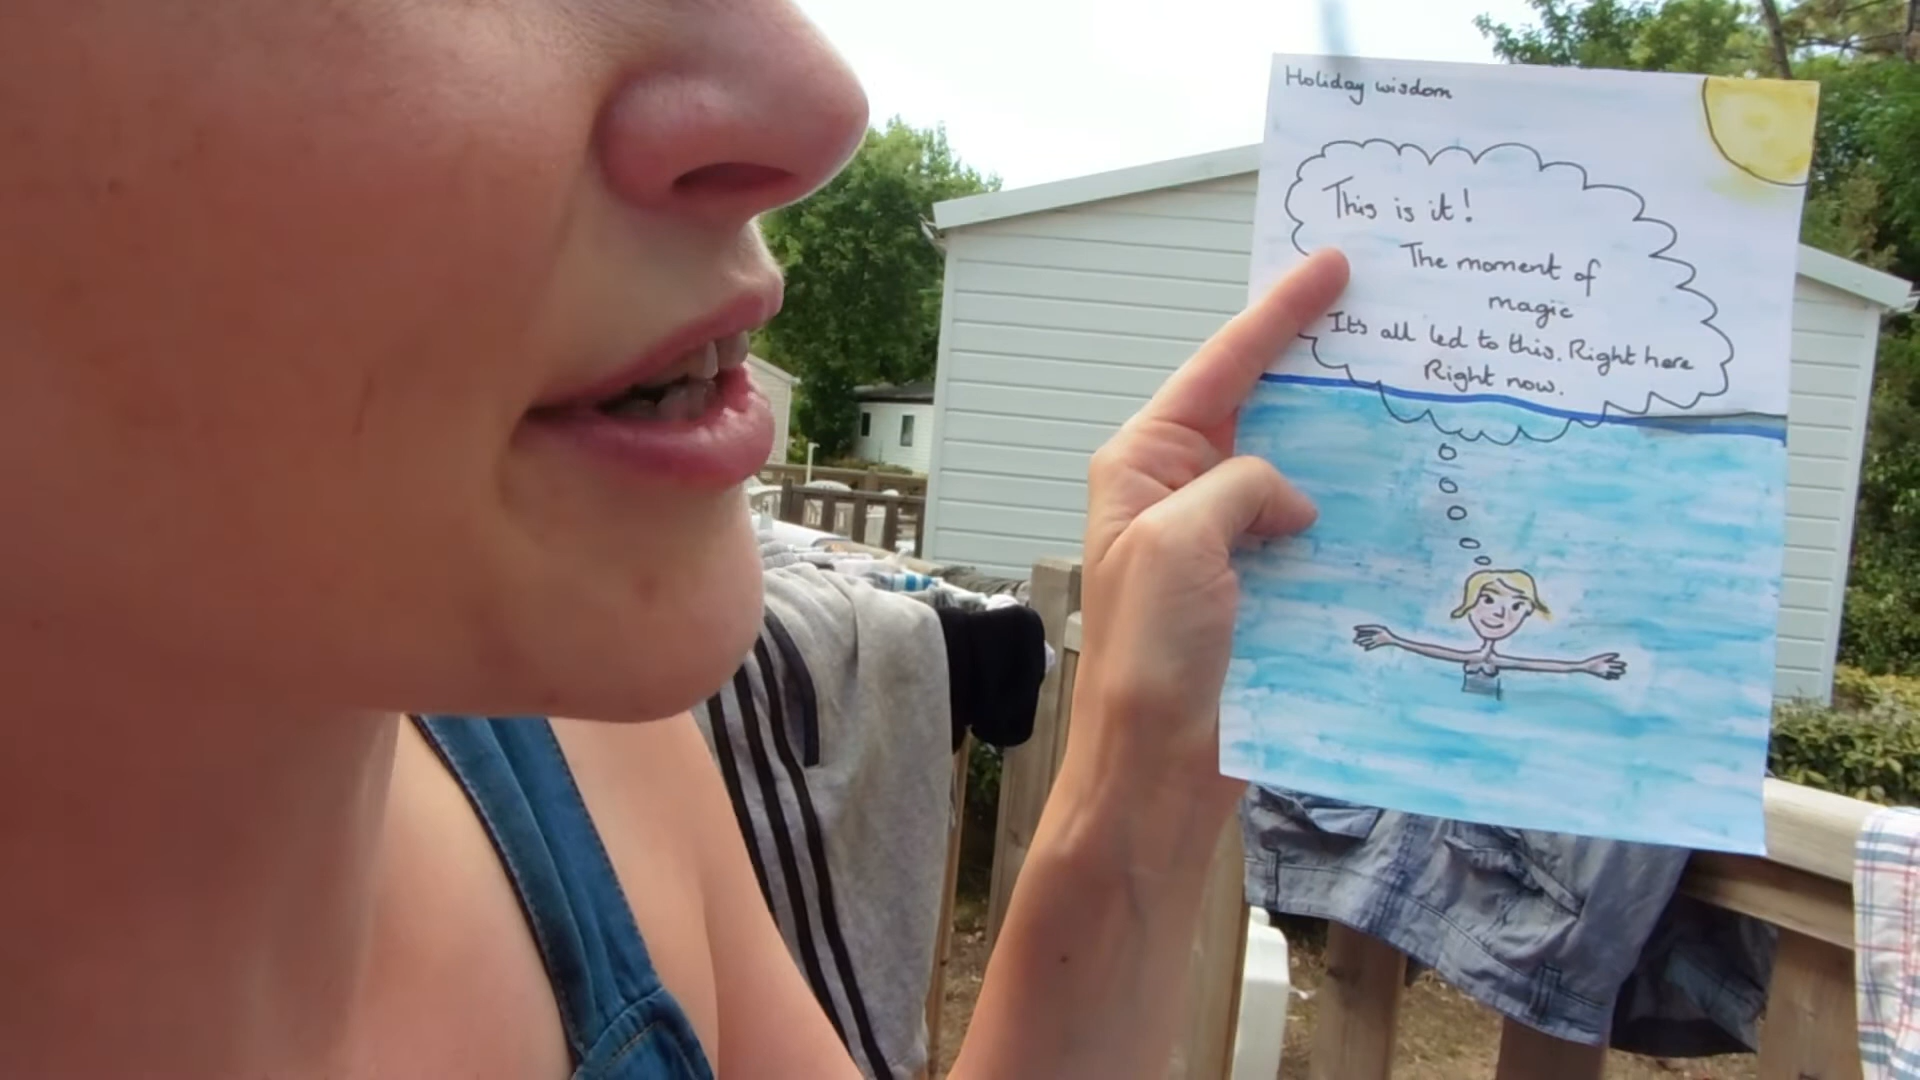 Holiday wisdom
This is it!
The moment of
magic
It's all led to this. Right here
Right now.